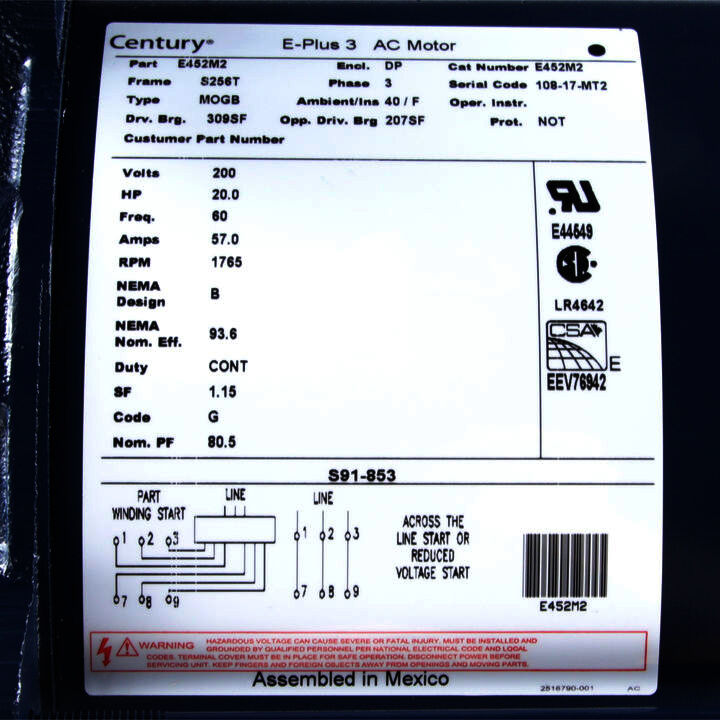 Century® E-Plus 3 AC Motor
Part E452M2 Encl. DP Cat Number E452M2
Frame S256T Phase 3 Serial Code 108-17-MT2
Type MOGB Ambient/Ins 40 / F Oper. Instr.
Drv. Brg. 309SF Opp. Driv. Brg 207SF Prot. NOT
Custumer Part Number
Volts 200
HP 20.0
Freq. 60
Amps 57.0
RPM 1765
NEMA Design B
NEMA Nom. Eff. 93.6
Duty CONT
SF 1.15
Code G
Nom. PF 80.5
RU
E44549
LR4642
CSA
E
EEV76942
S91-853
PART WINDING START
LINE
1 2 3
7 8 9
LINE
1 2 3
7 8 9
ACROSS THE
LINE START OR
REDUCED
VOLTAGE START
E452M2
WARNING
HAZARDOUS VOLTAGE CAN CAUSE SEVERE OR FATAL INJURY. MUST BE INSTALLED AND
GROUNDED BY QUALIFIED PERSONNEL PER NATIONAL ELECTRICAL CODE AND LOCAL
CODES. TERMINAL COVER MUST BE IN PLACE FOR SAFE OPERATION. DISCONNECT BEFORE
SERVICING UNIT. KEEP FINGERS AND FOREIGN OBJECTS AWAY FROM OPENINGS AND MOVING PARTS.
Assembled in Mexico
2516790-001 AC